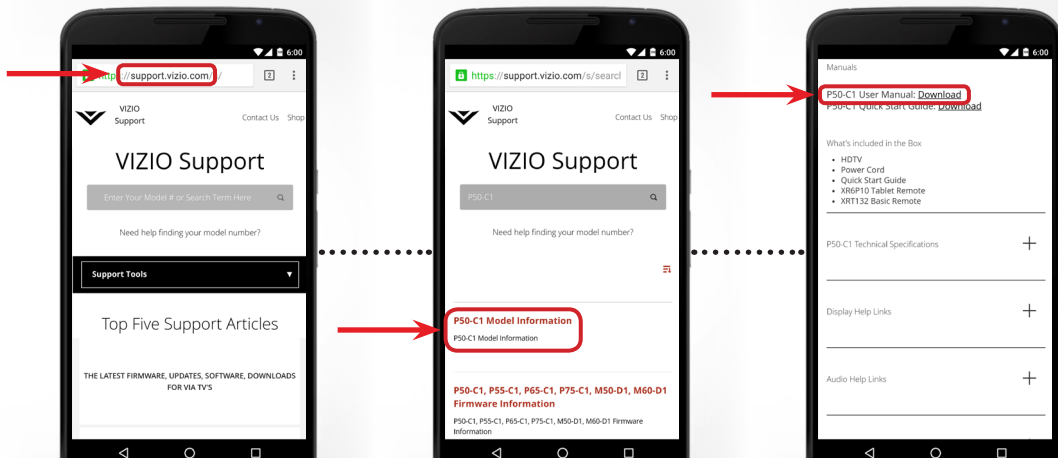 6:00
https://support.vizio.com/s/
2
VIZIO
Support
Contact Us Shop
VIZIO Support
Enter Your Model # or Search Term Here
Need help finding your model number?
Support Tools
Top Five Support Articles
THE LATEST FIRMWARE, UPDATES, SOFTWARE, DOWNLOADS
FOR VIA TV'S
6:00
https://support.vizio.com/s/search
2
VIZIO
Support
Contact Us Shop
VIZIO Support
P50-C1
Need help finding your model number?
P50-C1 Model Information
P50-C1 Model Information
P50-C1, P55-C1, P65-C1, P75-C1, M50-D1, M60-D1
Firmware Information
P50-C1, P55-C1, P65-C1, P75-C1, M50-D1, M60-D1 Firmware
Information
6:00
Manuals
P50-C1 User Manual: Download
P50-C1 Quick Start Guide: Download
What's included in the Box
• HDTV
• Power Cord
• Quick Start Guide
• XR6P10 Tablet Remote
• XRT132 Basic Remote
P50-C1 Technical Specifications
Display Help Links
Audio Help Links